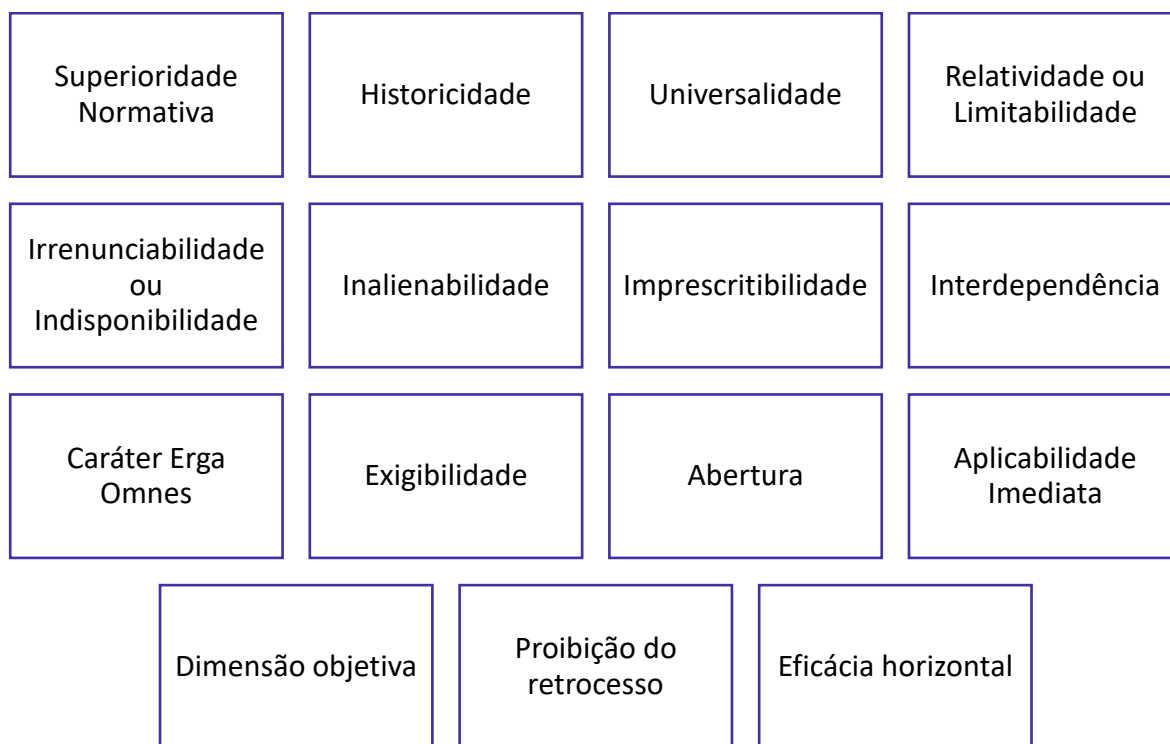 Superioridade
Normativa
Historicidade
Universalidade
Relatividade ou
Limitabilidade
Irrenunciabilidade
ou
Indisponibilidade
Inalienabilidade
Imprescritibilidade
Interdependência
Caráter Erga
Omnes
Exigibilidade
Abertura
Aplicabilidade
Imediata
Dimensão objetiva
Proibição do
retrocesso
Eficácia horizontal